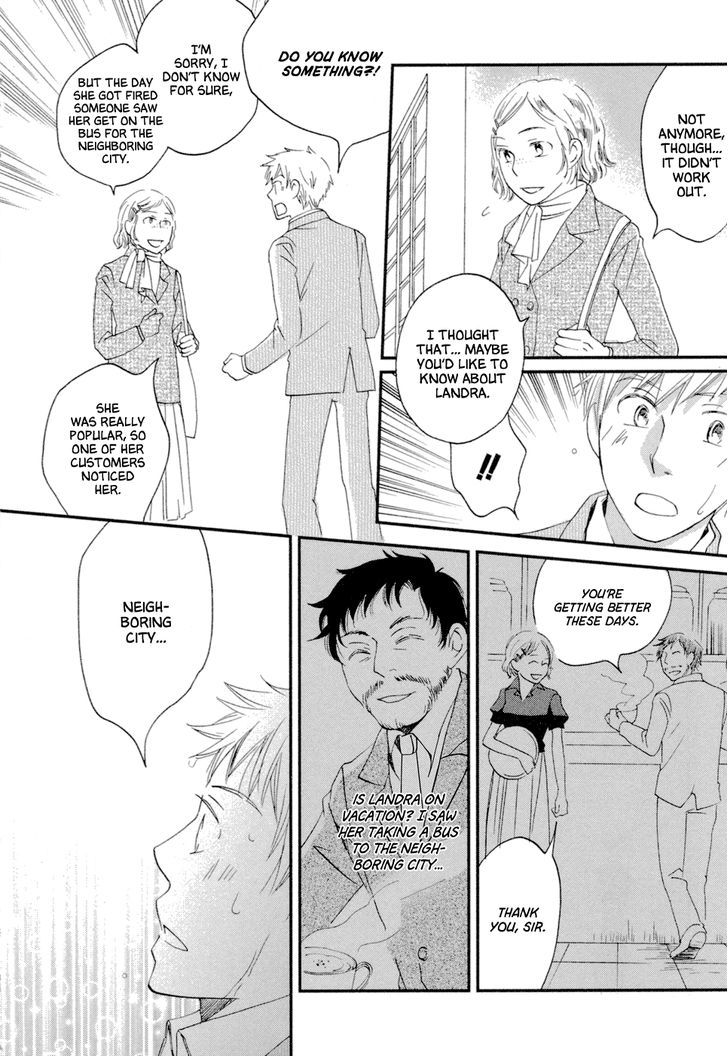 NOT
ANYMORE,
THOUGH...
IT DIDN'T
WORK
OUT.
I THOUGHT
THAT... MAYBE
YOU'D LIKE TO
KNOW ABOUT
LANDRA.
!!
DO YOU KNOW
SOMETHING?!
I'M
SORRY, I
DON'T KNOW
FOR SURE,
BUT THE DAY
SHE GOT FIRED
SOMEONE SAW
HER GET ON THE
BUS FOR THE
NEIGHBORING
CITY.
SHE
WAS REALLY
POPULAR, SO
ONE OF HER
CUSTOMERS
NOTICED
HER.
YOU'RE
GETTING BETTER
THESE DAYS.
THANK
YOU, SIR.
IS LANDRA ON
VACATION? I SAW
HER TAKING A BUS
TO THE NEIGH-
BORING CITY...
NEIGH-
BORING
CITY...